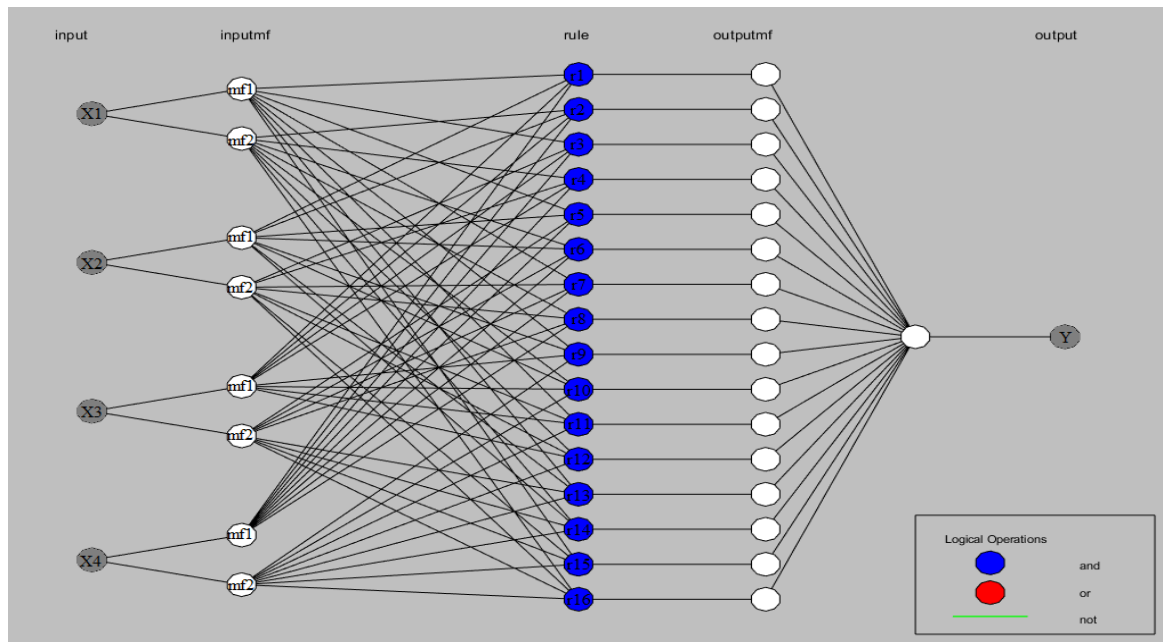 input inputmf rule outputmf output
X1
mf1
mf2
X2
mf1
mf2
X3
mf1
mf2
X4
mf1
mf2
r1
r2
r3
r4
r5
r6
r7
r8
r9
r10
r11
r12
r13
r14
r15
r16
Y
Logical Operations
and
or
not